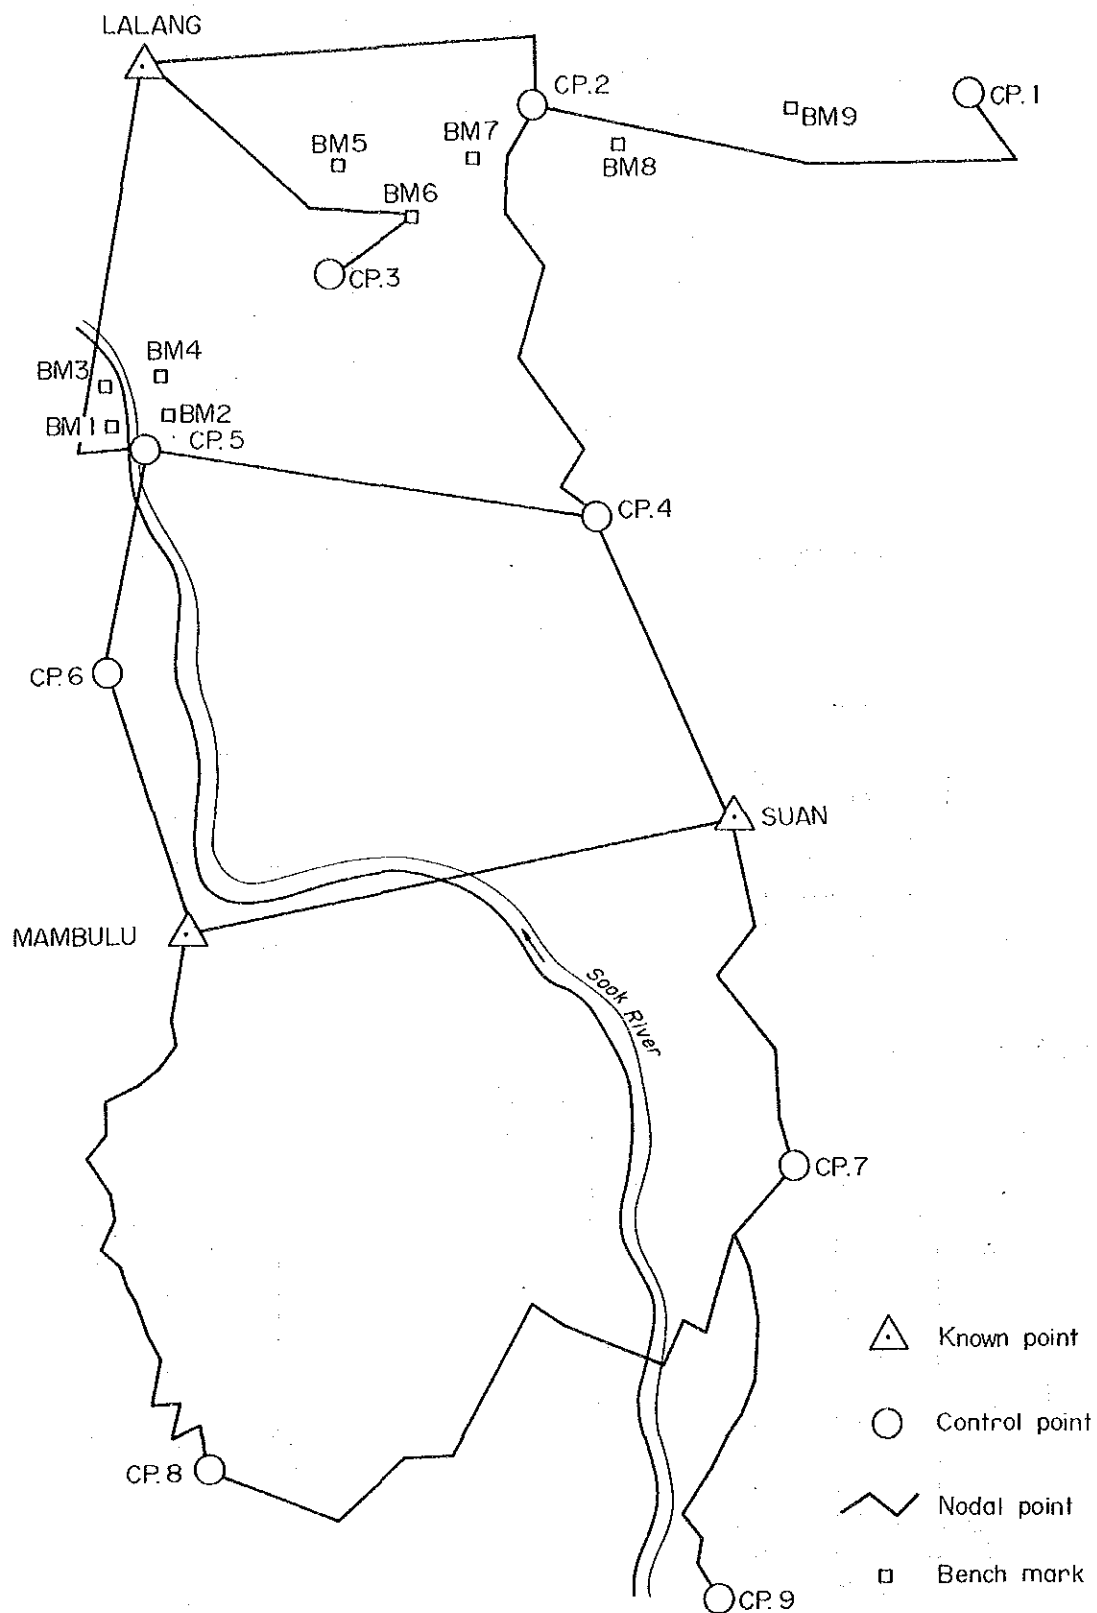 LALANG
CP.2
CP.1
BM9
BM7
BM5
BM8
BM6
CP.3
BM4
BM3
BM2
BM1
CP.5
CP.4
CP.6
SUAN
MAMBULU
Sook River
CP.7
Known point
Control point
CP.8
Nodal point
Bench mark
CP.9